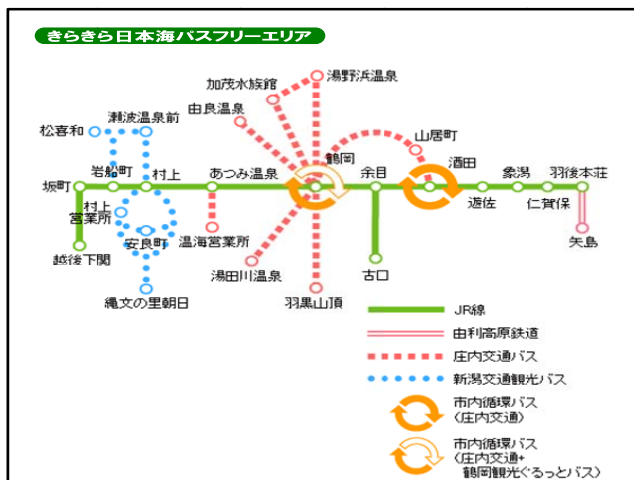 きらきら日本海パスフリーエリア
湯野浜温泉
加茂水族館
由良温泉
瀬波温泉前
松喜和
山居町
鶴岡
酒田
岩船町
あつみ温泉
余目
象潟
羽後本荘
坂町
村上
遊佐
仁賀保
村上
営業所
安良町
温海営業所
矢島
越後下関
湯田川温泉
古口
縄文の里朝日
羽黒山頂
JR線
由利高原鉄道
庄内交通バス
新潟交通観光バス
市内循環バス
(庄内交通)
市内循環バス
(庄内交通+
鶴岡観光ぐるっとバス)